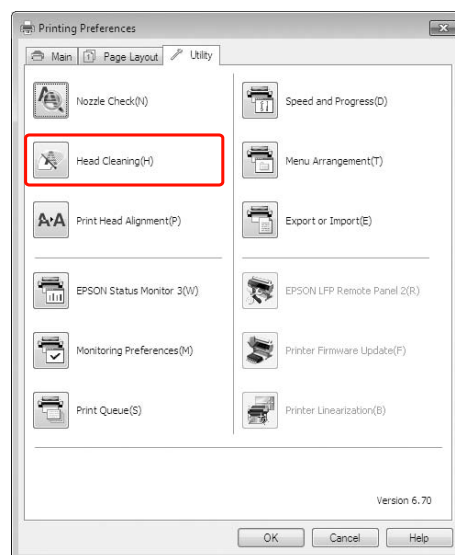 Printing Preferences
Main
1
Page Layout
Utility
Nozzle Check(N)
Speed and Progress(D)
Head Cleaning(H)
Menu Arrangement(T)
A▸A
Print Head Alignment(P)
Export or Import(E)
EPSON Status Monitor 3(W)
EPSON LFP Remote Panel 2(R)
Monitoring Preferences(M)
Printer Firmware Update(F)
Print Queue(S)
Printer Linearization(B)
Version 6.70
OK
Cancel
Help